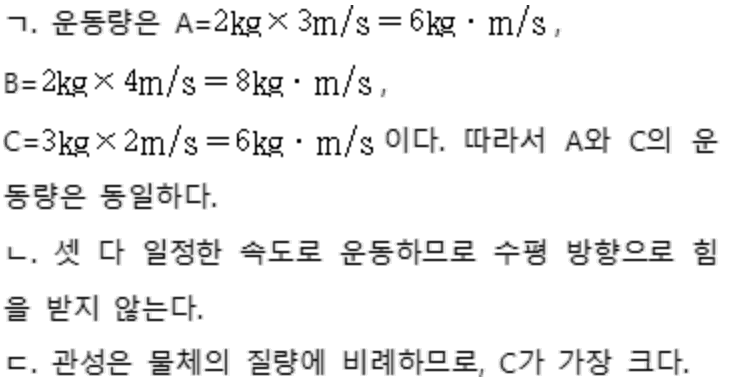 ㄱ. 운동량은 A=2kg×3m/s=6kg·m/s,
B=2kg×4m/s=8kg·m/s,
C=3kg×2m/s=6kg·m/s 이다. 따라서 A와 C의 운
동량은 동일하다.
ㄴ. 셋 다 일정한 속도로 운동하므로 수평 방향으로 힘
을 받지 않는다.
ㄷ. 관성은 물체의 질량에 비례하므로, C가 가장 크다.